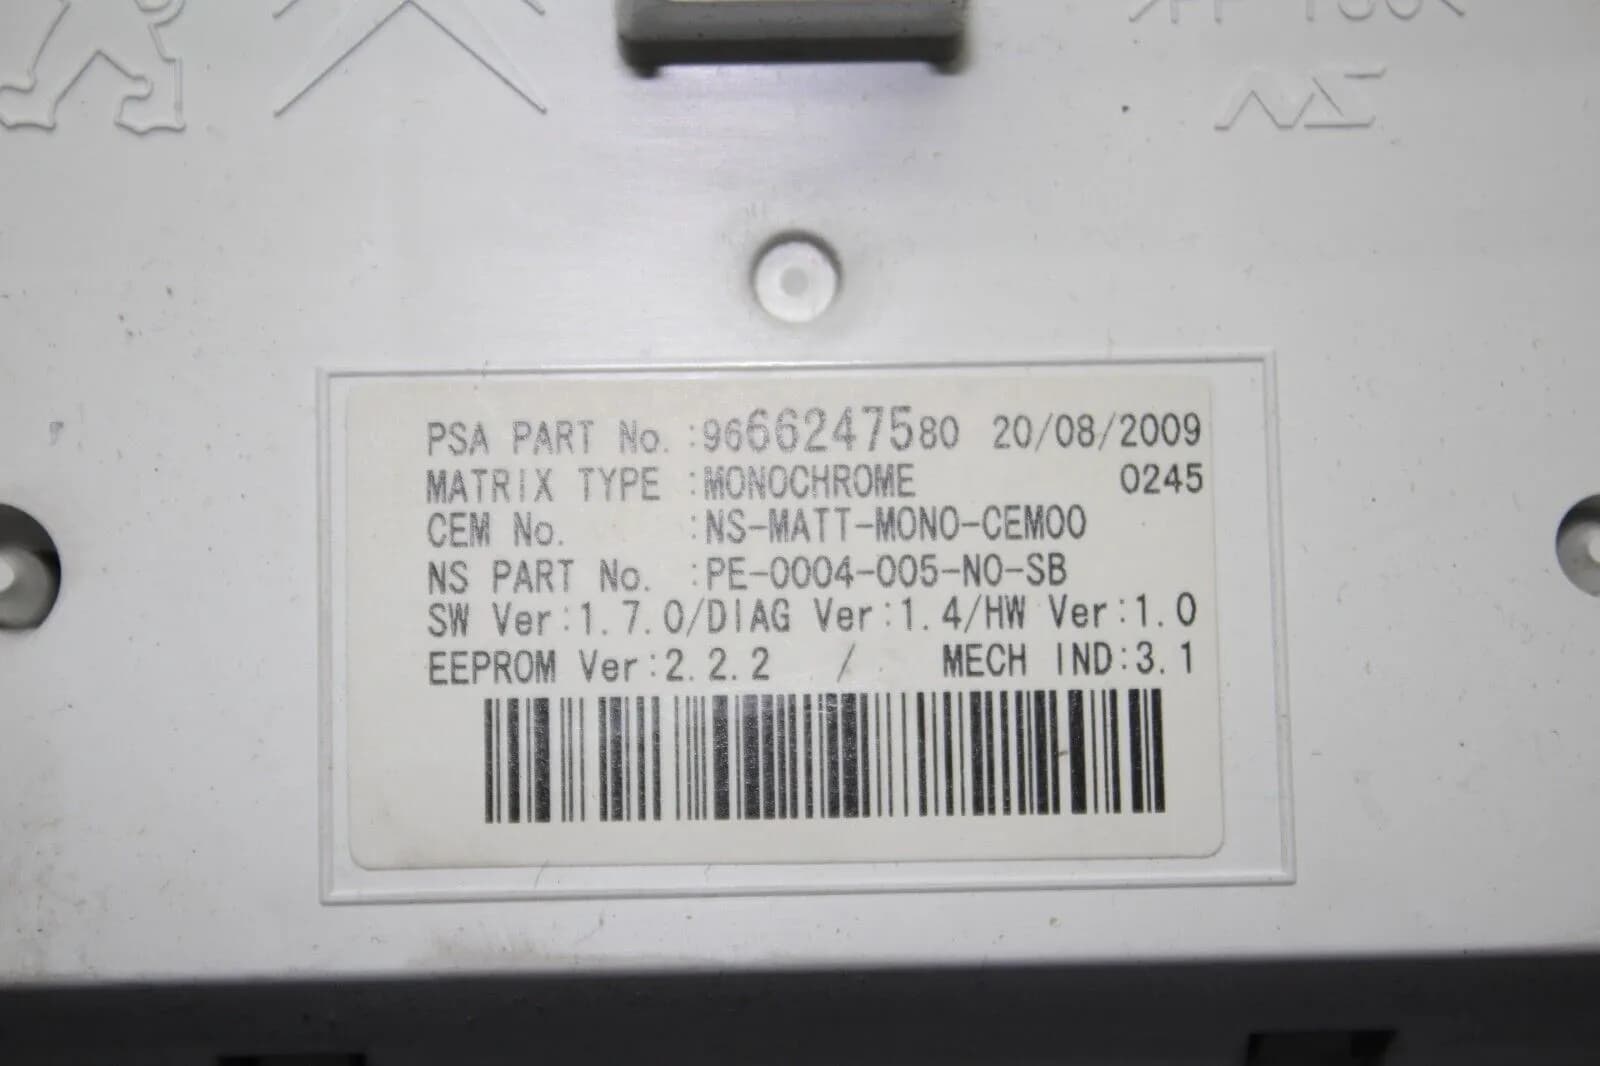 PSA PART No. :9666247580 20/08/2009
MATRIX TYPE :MONOCHROME 0245
CEM No. :NS-MATT-MONO-CEM00
NS PART No. :PE-0004-005-N0-SB
SW Ver:1.7.0/DIAG Ver:1.4/HW Ver:1.0
EEPROM Ver:2.2.2 / MECH IND:3.1